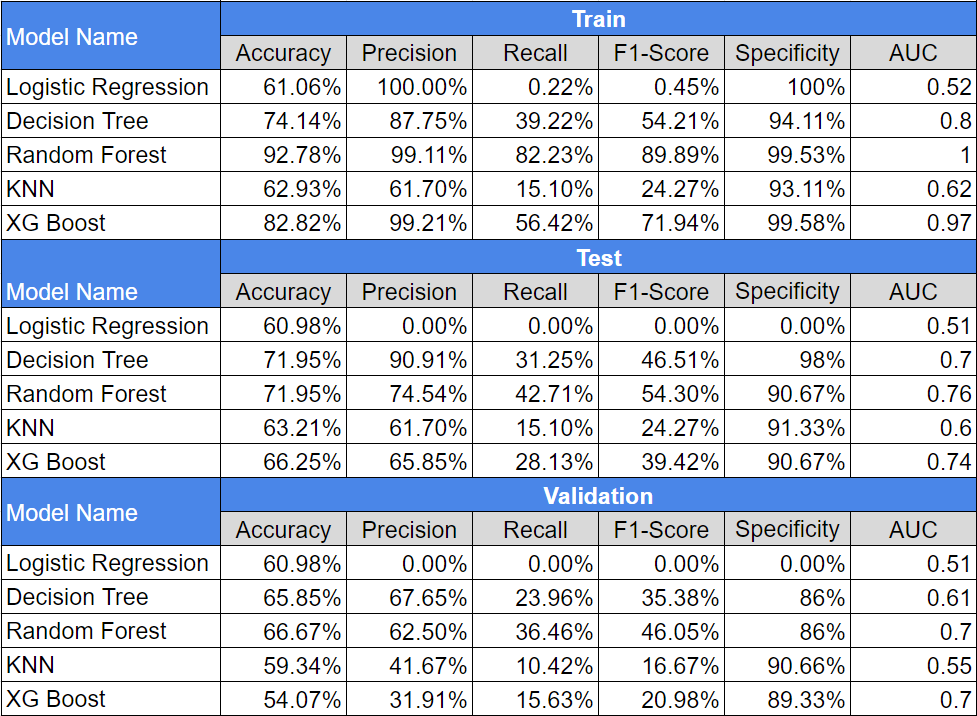 Model Name Train
Accuracy Precision Recall F1-Score Specificity AUC
Logistic Regression 61.06% 100.00% 0.22% 0.45% 100% 0.52
Decision Tree 74.14% 87.75% 39.22% 54.21% 94.11% 0.8
Random Forest 92.78% 99.11% 82.23% 89.89% 99.53% 1
KNN 62.93% 61.70% 15.10% 24.27% 93.11% 0.62
XG Boost 82.82% 99.21% 56.42% 71.94% 99.58% 0.97
Model Name Test
Accuracy Precision Recall F1-Score Specificity AUC
Logistic Regression 60.98% 0.00% 0.00% 0.00% 0.00% 0.51
Decision Tree 71.95% 90.91% 31.25% 46.51% 98% 0.7
Random Forest 71.95% 74.54% 42.71% 54.30% 90.67% 0.76
KNN 63.21% 61.70% 15.10% 24.27% 91.33% 0.6
XG Boost 66.25% 65.85% 28.13% 39.42% 90.67% 0.74
Model Name Validation
Accuracy Precision Recall F1-Score Specificity AUC
Logistic Regression 60.98% 0.00% 0.00% 0.00% 0.00% 0.51
Decision Tree 65.85% 67.65% 23.96% 35.38% 86% 0.61
Random Forest 66.67% 62.50% 36.46% 46.05% 86% 0.7
KNN 59.34% 41.67% 10.42% 16.67% 90.66% 0.55
XG Boost 54.07% 31.91% 15.63% 20.98% 89.33% 0.7